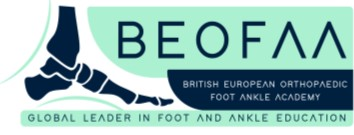 BEOFAA
BRITISH EUROPEAN ORTHOPAEDIC
FOOT ANKLE ACADEMY
GLOBAL LEADER IN FOOT AND ANKLE EDUCATION